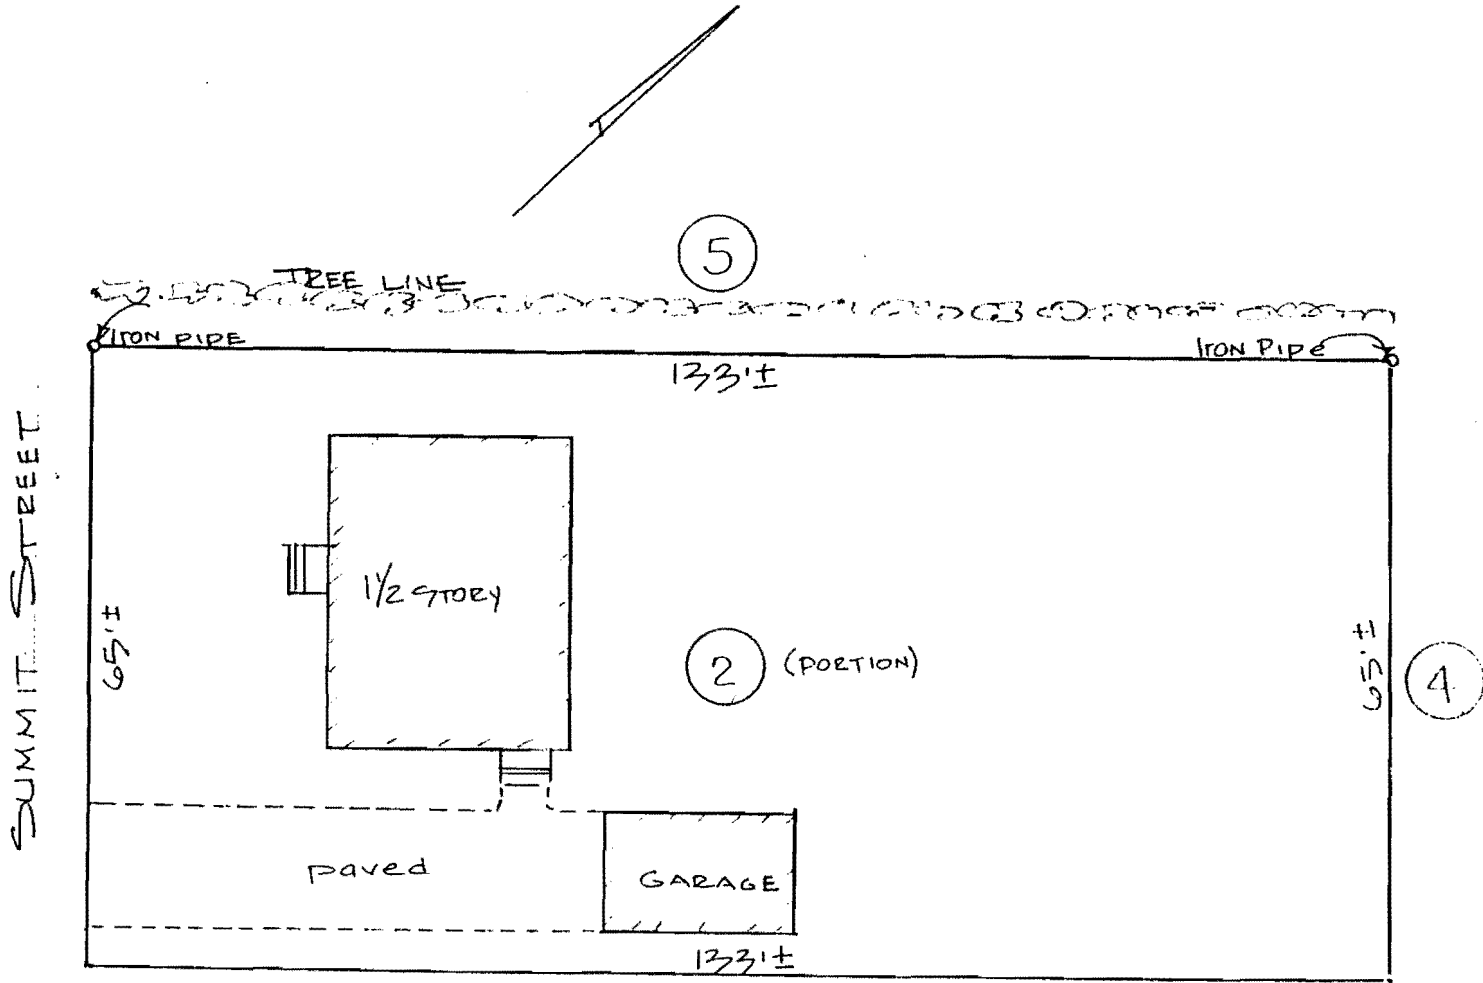 5
TREE LINE
IRON PIPE
IRON PIPe
133'±
SUMMIT STREET
65'±
1 1/2 STORY
2 (PORTION)
65'±
4
paved
GARAGE
133'±